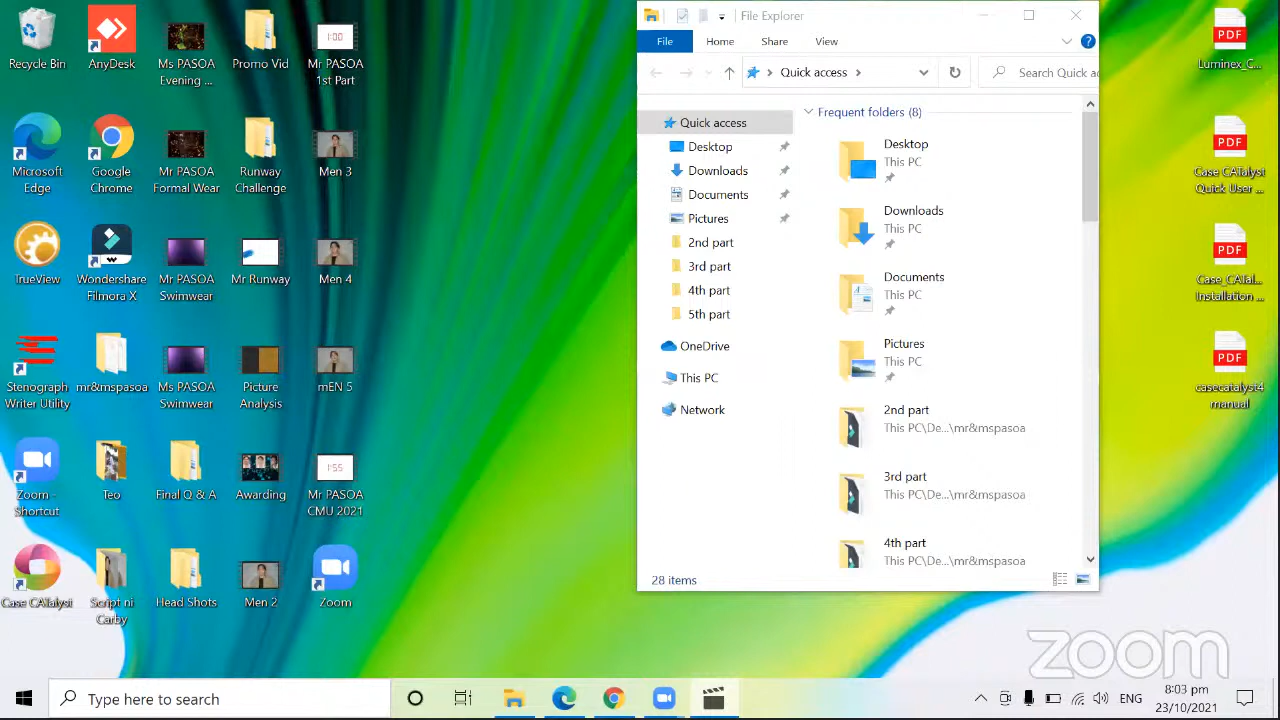 Recycle Bin
AnyDesk
Ms PASOA
Evening ...
Promo Vid
1:00
Mr PASOA
1st Part
Microsoft
Edge
Google
Chrome
Mr PASOA
Formal Wear
Runway
Challenge
Men 3
TrueView
Wondershare
Filmora X
Mr PASOA
Swimwear
Mr Runway
Men 4
Stenograph
Writer Utility
mr&mspasoa
Ms PASOA
Swimwear
Picture
Analysis
mEN 5
Zoom -
Shortcut
Teo
Final Q & A
Awarding
1:55
Mr PASOA
CMU 2021
Case CATalyst
Script ni
Carby
Head Shots
Men 2
Zoom
File Explorer
File
Home
Share
View
Quick access
Search Quick ac
Quick access
Desktop
Downloads
Documents
Pictures
2nd part
3rd part
4th part
5th part
OneDrive
This PC
Network
Frequent folders (8)
Desktop
This PC
Downloads
This PC
Documents
This PC
Pictures
This PC
2nd part
This PC\De...\mr&mspasoa
3rd part
This PC\De...\mr&mspasoa
4th part
This PC\De...\mr&mspasoa
28 items
PDF
Luminex_C...
PDF
Case CATalyst
Quick User ...
PDF
Case_CATal...
Installation ...
PDF
casecatalyst4
manual
zoom
Type here to search
ENG
8:03 pm
23/10/2021